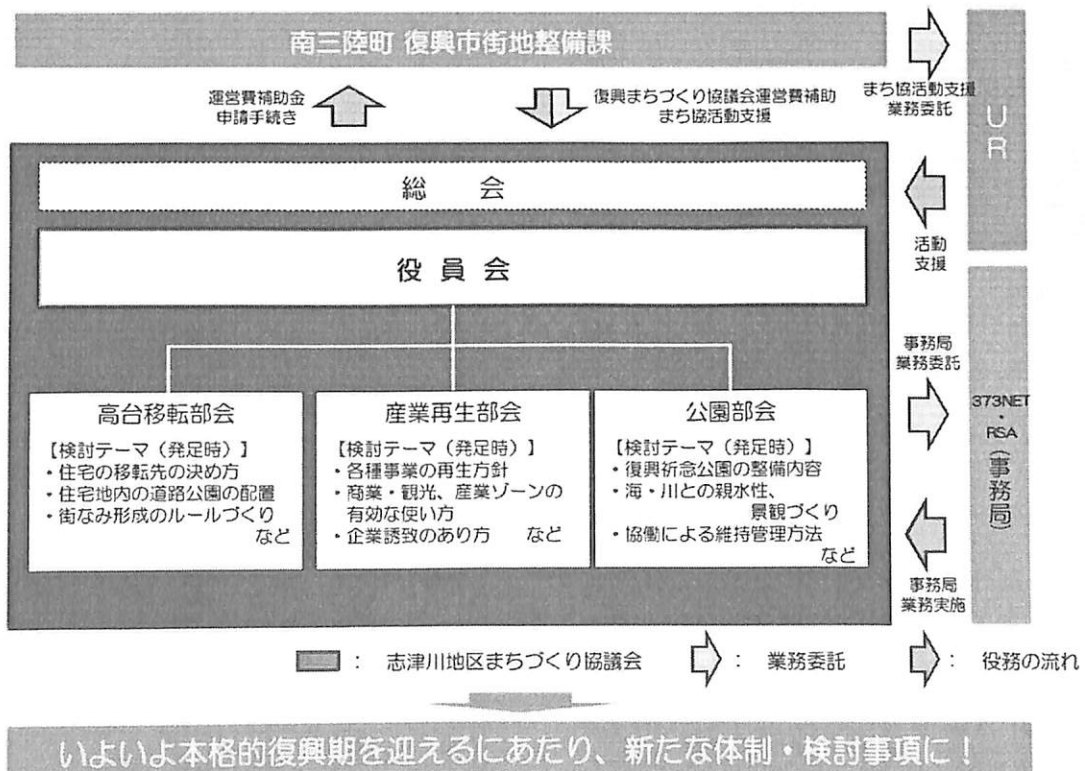 南三陸町 復興市街地整備課
運営費補助金
申請手続き
復興まちづくり協議会運営費補助
まち協活動支援
まち協活動支援
業務委託
UR
総 会
役 員 会
活動
支援
高台移転部会
【検討テーマ（発足時）】
・住宅の移転先の決め方
・住宅地内の道路公園の配置
・街なみ形成のルールづくり
など
産業再生部会
【検討テーマ（発足時）】
・各種事業の再生方針
・商業・観光、産業ゾーンの
有効な使い方
・企業誘致のあり方 など
公園部会
【検討テーマ（発足時）】
・復興祈念公園の整備内容
・海・川との親水性、
景観づくり
・協働による維持管理方法
など
事務局
業務委託
373NET
・
RSA（事務局）
事務局
業務実施
： 志津川地区まちづくり協議会
： 業務委託
： 役務の流れ
いよいよ本格的復興期を迎えるにあたり、新たな体制・検討事項に！